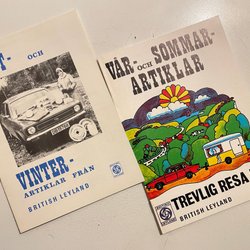 - OCH
VINTER-
ARTIKLAR FRÅN
BRITISH LEYLAND
VÅR- OCH SOMMAR-
ARTIKLAR
TREVLIG RESA
BRITISH LEYLAND